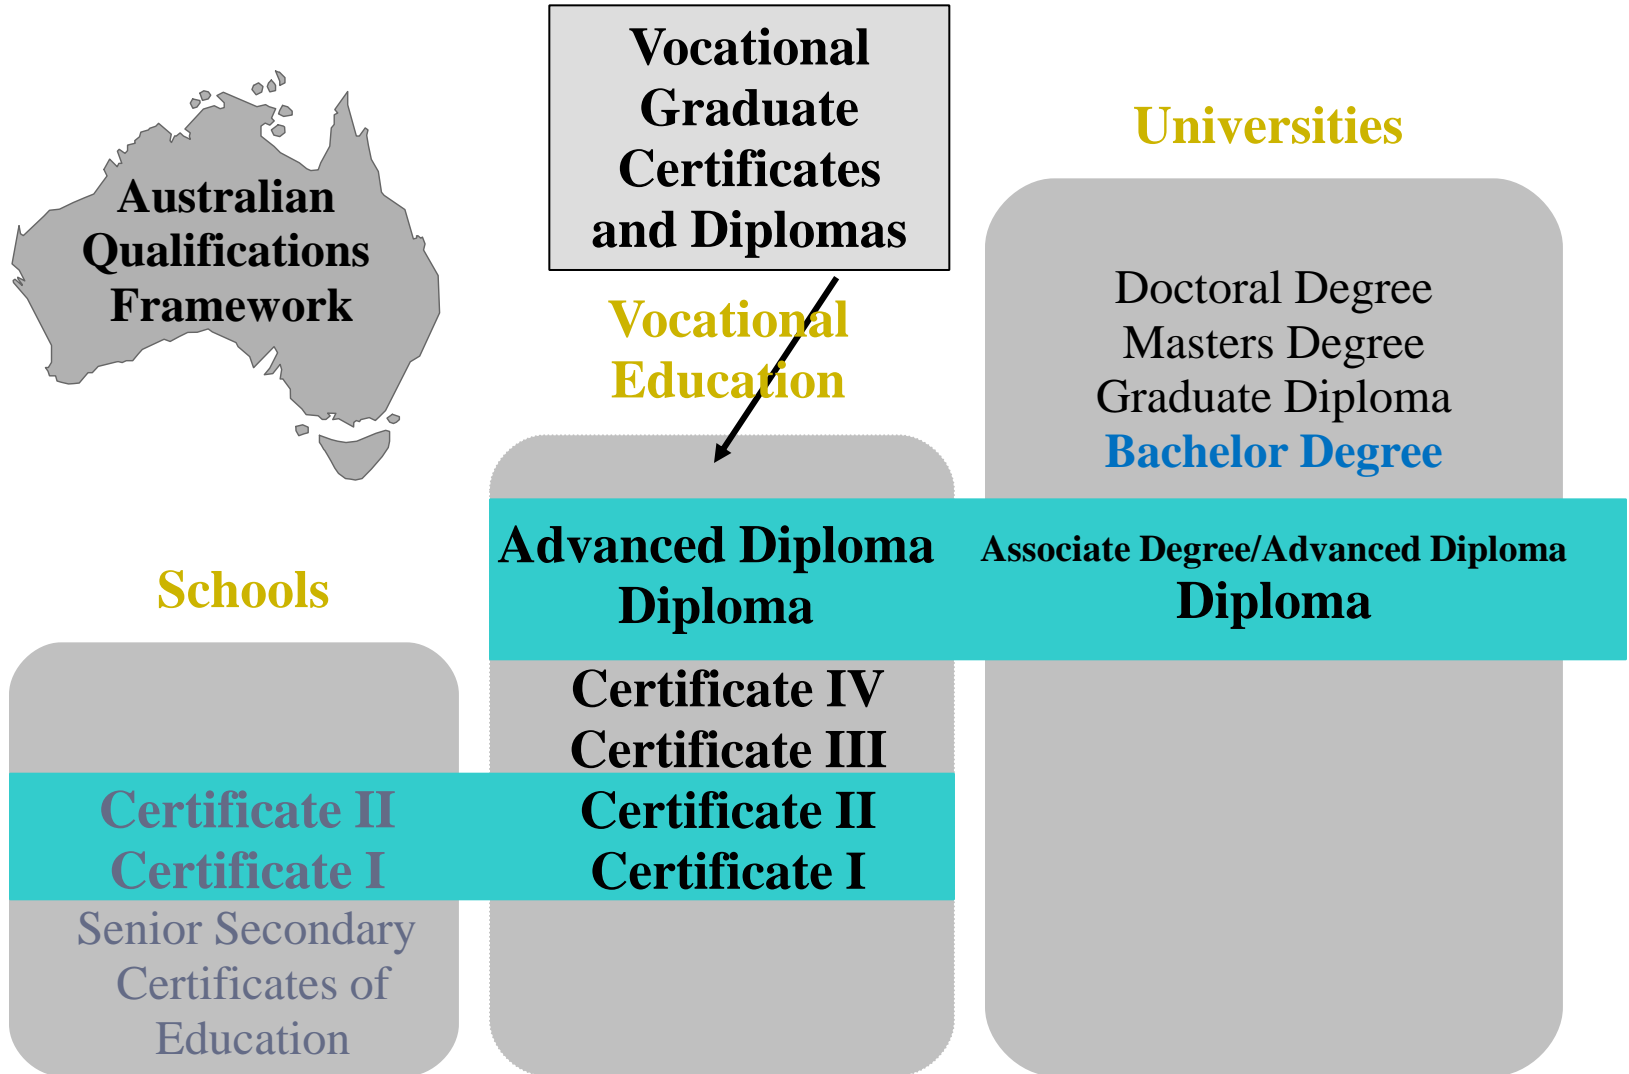 Australian
Qualifications
Framework
Vocational
Graduate
Certificates
and Diplomas
Vocational
Education
Universities
Doctoral Degree
Masters Degree
Graduate Diploma
Bachelor Degree
Advanced Diploma
Diploma
Associate Degree/Advanced Diploma
Diploma
Schools
Certificate IV
Certificate III
Certificate II
Certificate I
Certificate II
Certificate I
Senior Secondary
Certificates of
Education